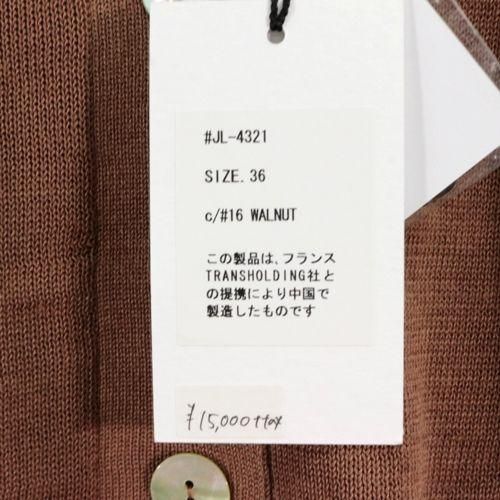 #JL-4321
SIZE.36
c/#16 WALNUT
この製品は、フランス
TRANSHOLDING社と
の提携により中国で
製造したものです
¥15,000+tax